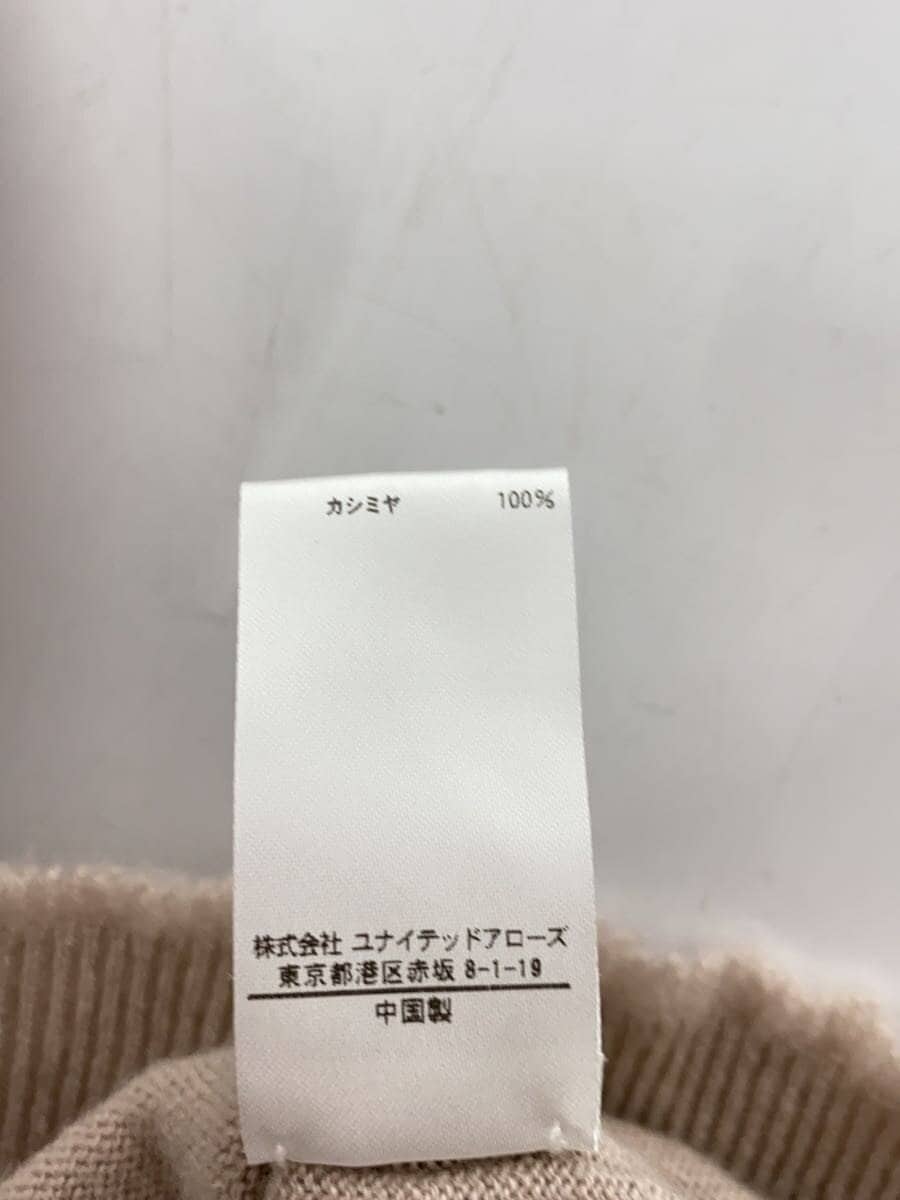 カシミヤ 100%
株式会社 ユナイテッドアローズ
東京都港区赤坂 8-1-19
中国製